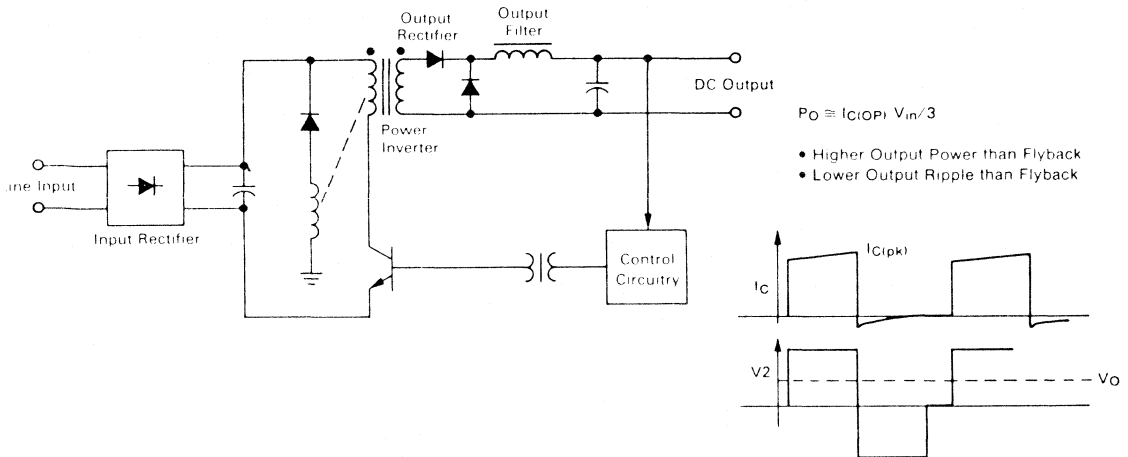 Output
Rectifier
Output
Filter
DC Output
Power
Inverter
ine Input
Input Rectifier
Control
Circuitry
PO ≅ IC(OP) Vin/3
• Higher Output Power than Flyback
• Lower Output Ripple than Flyback
IC(pk)
IC
V2
VO